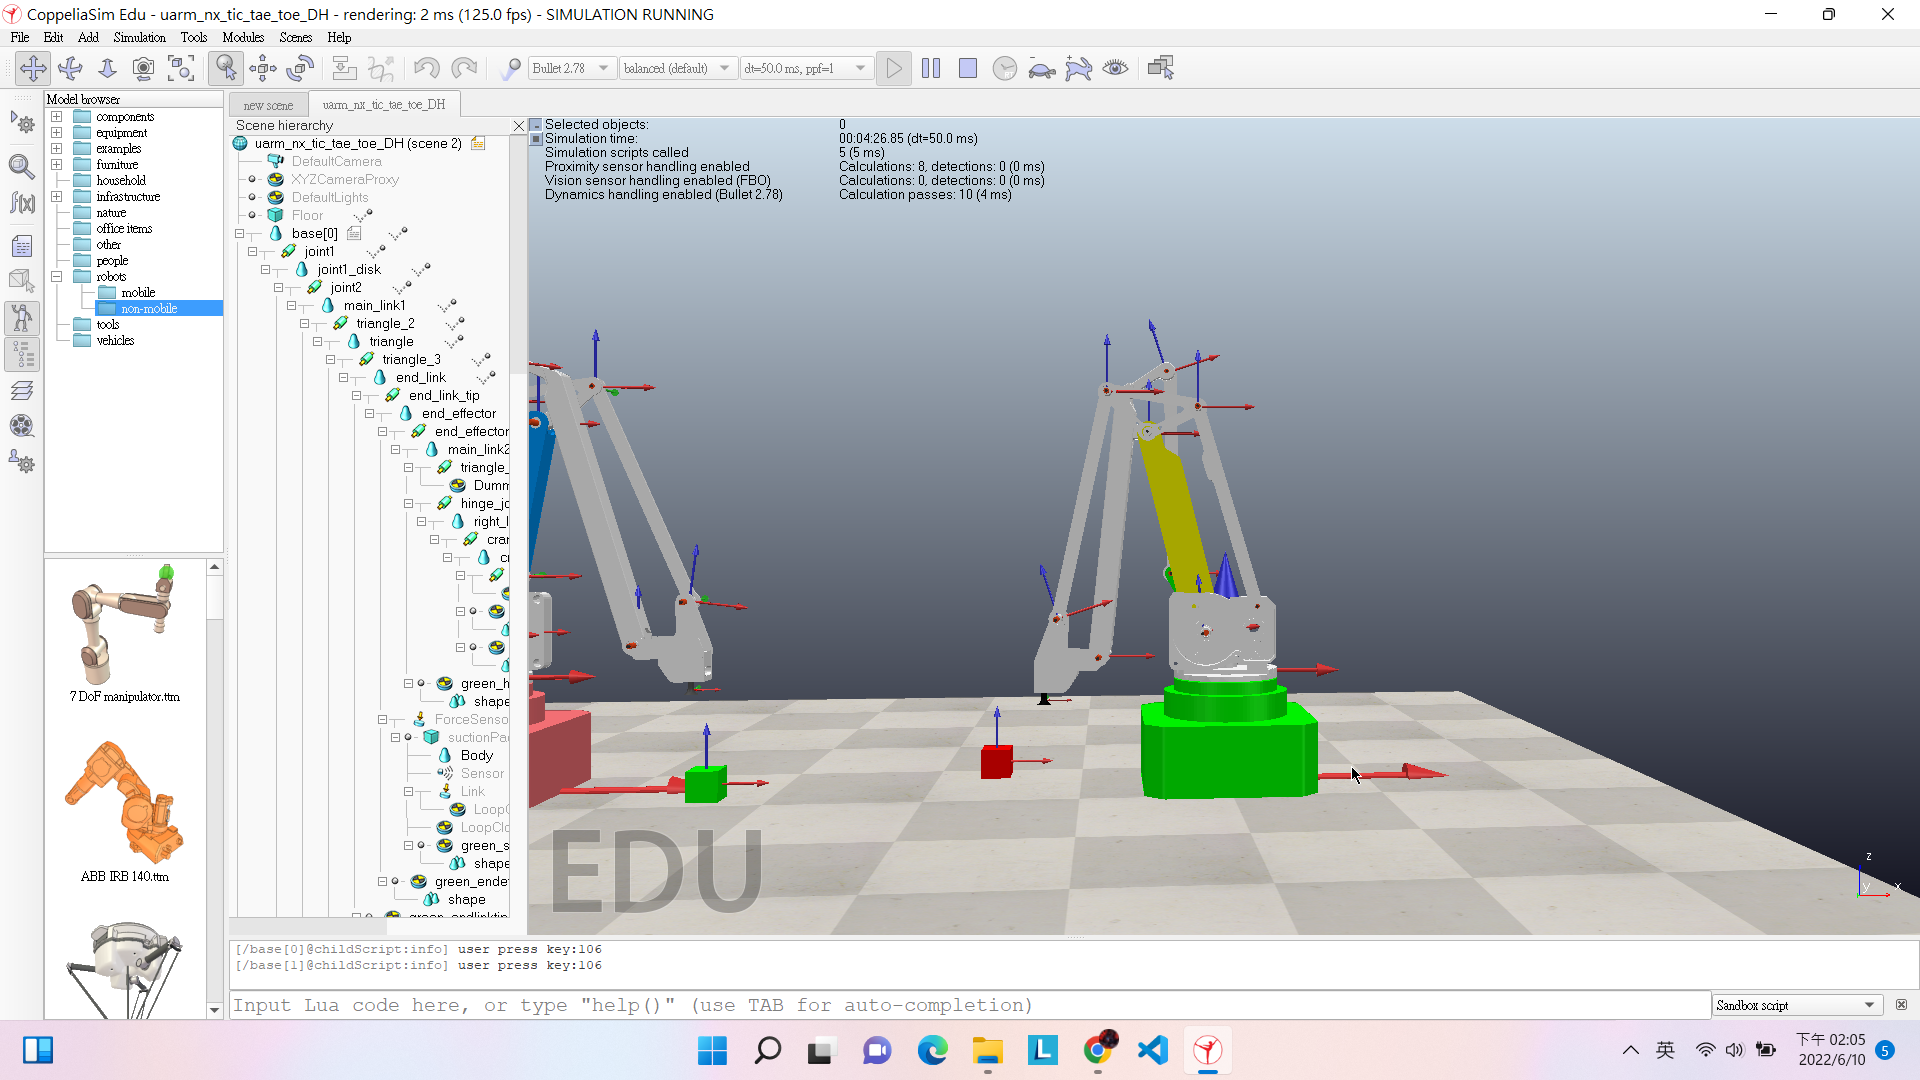 CoppeliaSim Edu - uarm_nx_tic_tae_toe_DH - rendering: 2 ms (125.0 fps) - SIMULATION RUNNING
File Edit Add Simulation Tools Modules Scenes Help
Bullet 2.78 balanced (default) dt=50.0 ms, ppf=1
Model browser
components
equipment
examples
furniture
household
infrastructure
nature
office items
other
people
robots
mobile
non-mobile
tools
vehicles
7 DoF manipulator.ttm
ABB IRB 140.ttm
new scene uarm_nx_tic_tae_toe_DH
Scene hierarchy
uarm_nx_tic_tae_toe_DH (scene 2)
DefaultCamera
XYZCameraProxy
DefaultLights
Floor
base[0]
joint1
joint1_disk
joint2
main_link1
triangle_2
triangle
triangle_3
end_link
end_link_tip
end_effector
end_effector
main_link2
triangle_
Dumm
hinge_jo
right_l
cran
cr
green_h
shape
ForceSenso
suctionPa
Body
Sensor
Link
LoopC
LoopClo
green_s
shape
green_endef
shape
green_endlinktip
Selected objects: 0
Simulation time: 00:04:26.85 (dt=50.0 ms)
Simulation scripts called 5 (5 ms)
Proximity sensor handling enabled Calculations: 8, detections: 0 (0 ms)
Vision sensor handling enabled (FBO) Calculations: 0, detections: 0 (0 ms)
Dynamics handling enabled (Bullet 2.78) Calculation passes: 10 (4 ms)
EDU
z
y x
[/base[0]@childScript:info] user press key:106
[/base[1]@childScript:info] user press key:106
Input Lua code here, or type "help()" (use TAB for auto-completion)
Sandbox script
英
下午 02:05
2022/6/10
5